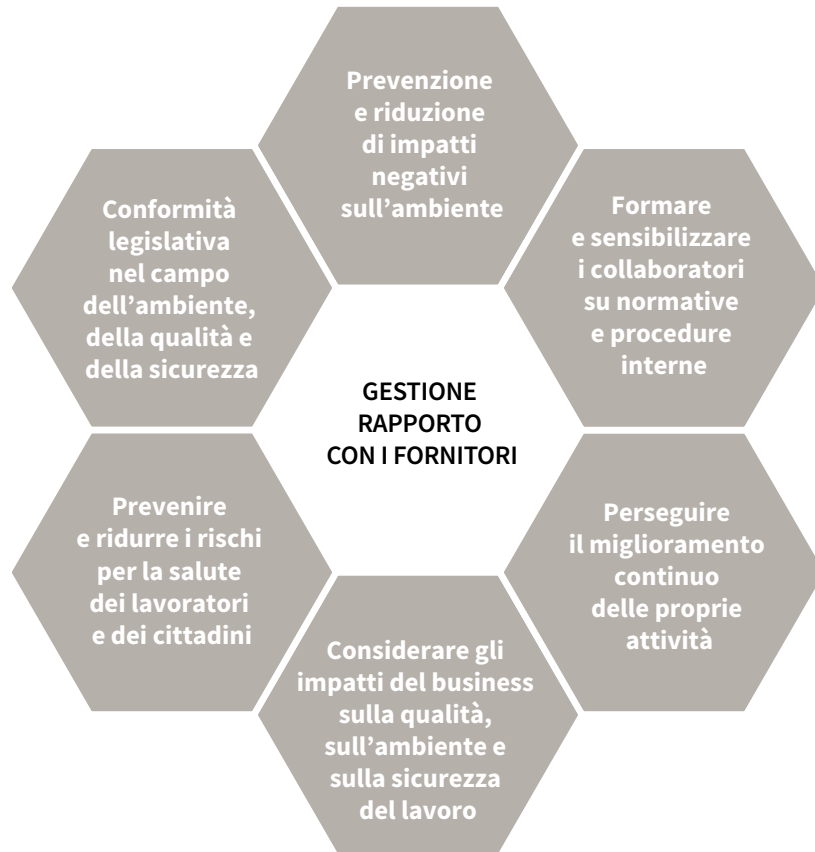 Prevenzione
e riduzione
di impatti
negativi
sull’ambiente
Conformità
legislativa
nel campo
dell’ambiente,
della qualità e
della sicurezza
Formare
e sensibilizzare
i collaboratori
su normative
e procedure
interne
GESTIONE
RAPPORTO
CON I FORNITORI
Prevenire
e ridurre i rischi
per la salute
dei lavoratori
e dei cittadini
Perseguire
il miglioramento
continuo
delle proprie
attività
Considerare gli
impatti del business
sulla qualità,
sull’ambiente e
sulla sicurezza
del lavoro